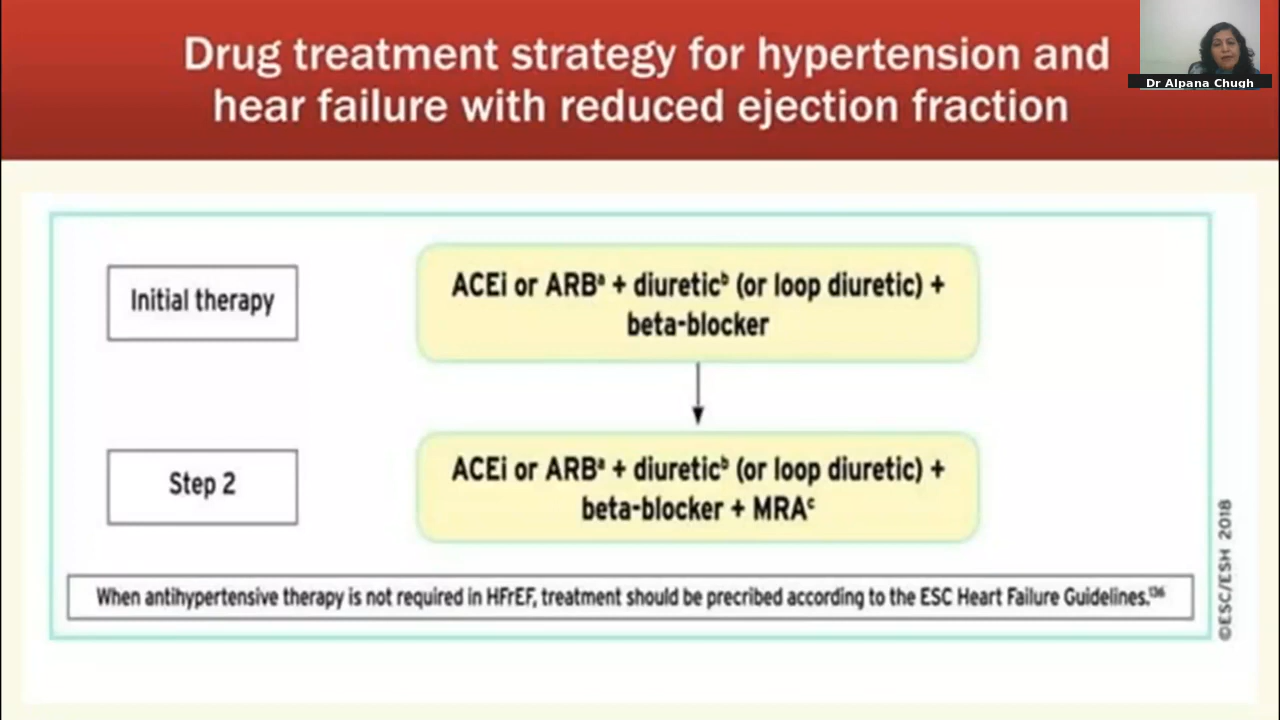 Drug treatment strategy for hypertension and
hear failure with reduced ejection fraction
Dr Alpana Chugh
Initial therapy
ACEi or ARBᵃ + diureticᵇ (or loop diuretic) +
beta-blocker
Step 2
ACEi or ARBᵃ + diureticᵇ (or loop diuretic) +
beta-blocker + MRAᶜ
When antihypertensive therapy is not required in HFrEF, treatment should be precribed according to the ESC Heart Failure Guidelines.¹³⁶
©ESC/ESH 2018